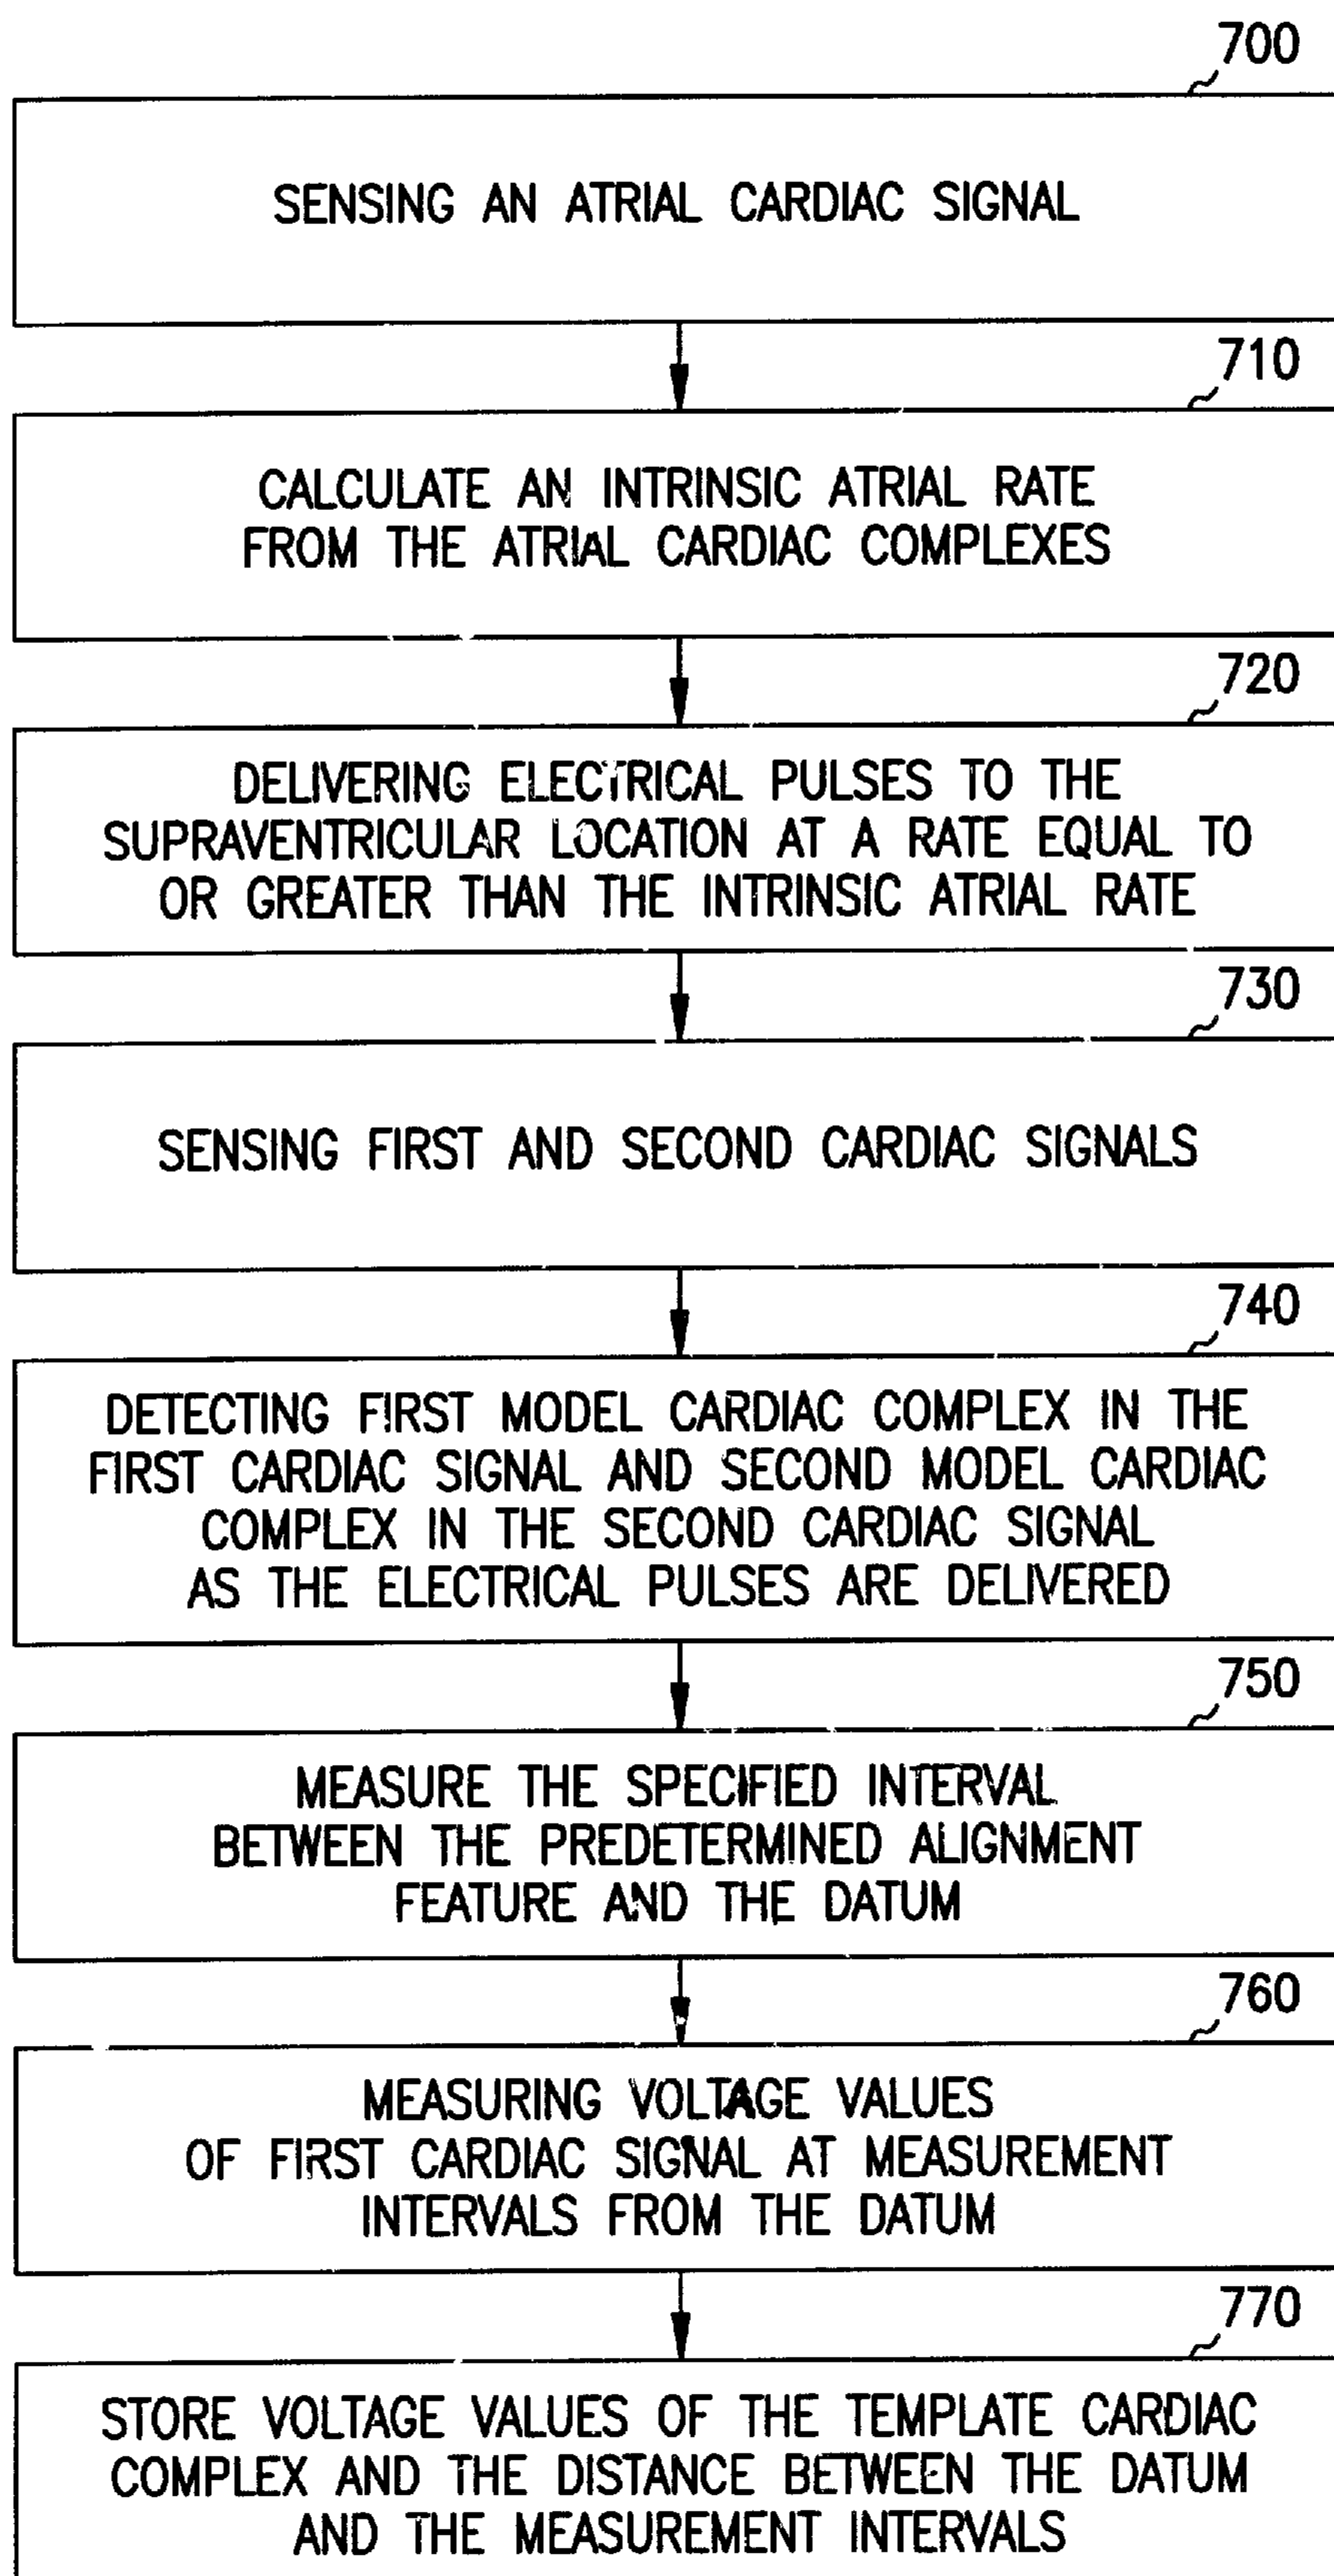 700
SENSING AN ATRIAL CARDIAC SIGNAL
710
CALCULATE AN INTRINSIC ATRIAL RATE
FROM THE ATRIAL CARDIAC COMPLEXES
720
DELIVERING ELECTRICAL PULSES TO THE
SUPRAVENTRICULAR LOCATION AT A RATE EQUAL TO
OR GREATER THAN THE INTRINSIC ATRIAL RATE
730
SENSING FIRST AND SECOND CARDIAC SIGNALS
740
DETECTING FIRST MODEL CARDIAC COMPLEX IN THE
FIRST CARDIAC SIGNAL AND SECOND MODEL CARDIAC
COMPLEX IN THE SECOND CARDIAC SIGNAL
AS THE ELECTRICAL PULSES ARE DELIVERED
750
MEASURE THE SPECIFIED INTERVAL
BETWEEN THE PREDETERMINED ALIGNMENT
FEATURE AND THE DATUM
760
MEASURING VOLTAGE VALUES
OF FIRST CARDIAC SIGNAL AT MEASUREMENT
INTERVALS FROM THE DATUM
770
STORE VOLTAGE VALUES OF THE TEMPLATE CARDIAC
COMPLEX AND THE DISTANCE BETWEEN THE DATUM
AND THE MEASUREMENT INTERVALS